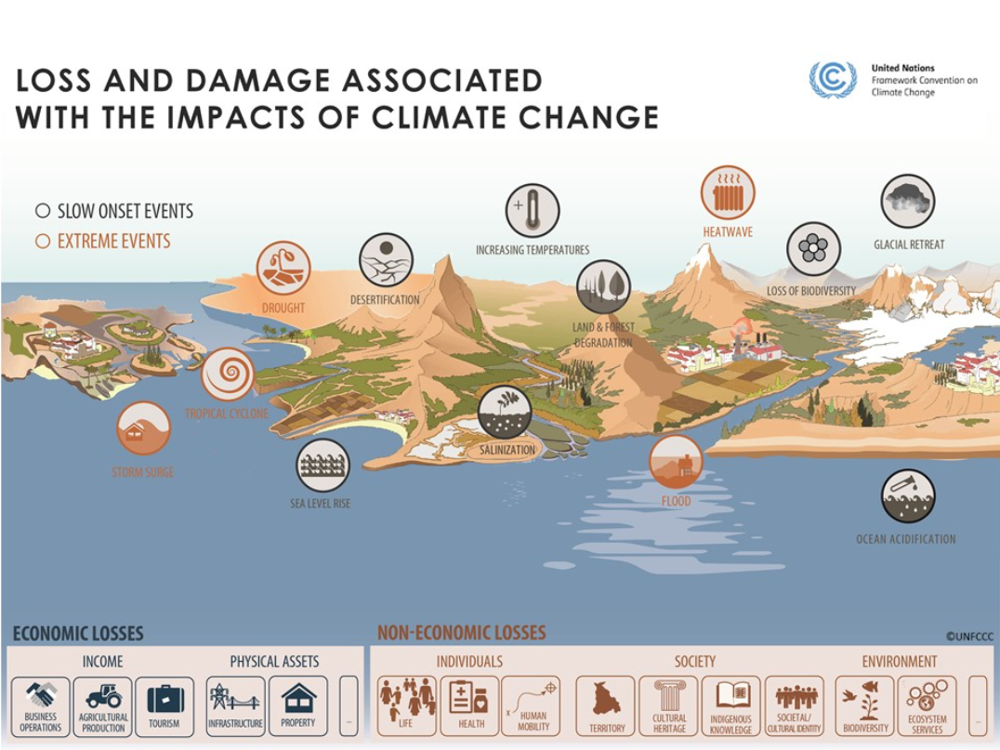 LOSS AND DAMAGE ASSOCIATED
WITH THE IMPACTS OF CLIMATE CHANGE
United Nations
Framework Convention on
Climate Change
SLOW ONSET EVENTS
EXTREME EVENTS
HEATWAVE
INCREASING TEMPERATURES
GLACIAL RETREAT
DROUGHT
DESERTIFICATION
LOSS OF BIODIVERSITY
LAND & FOREST
DEGRADATION
TROPICAL CYCLONE
STORM SURGE
SALINIZATION
SEA LEVEL RISE
FLOOD
OCEAN ACIDIFICATION
ECONOMIC LOSSES
INCOME
BUSINESS
OPERATIONS
AGRICULTURAL
PRODUCTION
TOURISM
PHYSICAL ASSETS
INFRASTRUCTURE
PROPERTY
...
NON-ECONOMIC LOSSES
©UNFCCC
INDIVIDUALS
LIFE
HEALTH
HUMAN
MOBILITY
SOCIETY
TERRITORY
CULTURAL
HERITAGE
INDIGENOUS
KNOWLEDGE
SOCIETAL/
CULTURAL IDENTITY
ENVIRONMENT
BIODIVERSITY
ECOSYSTEM
SERVICES
...